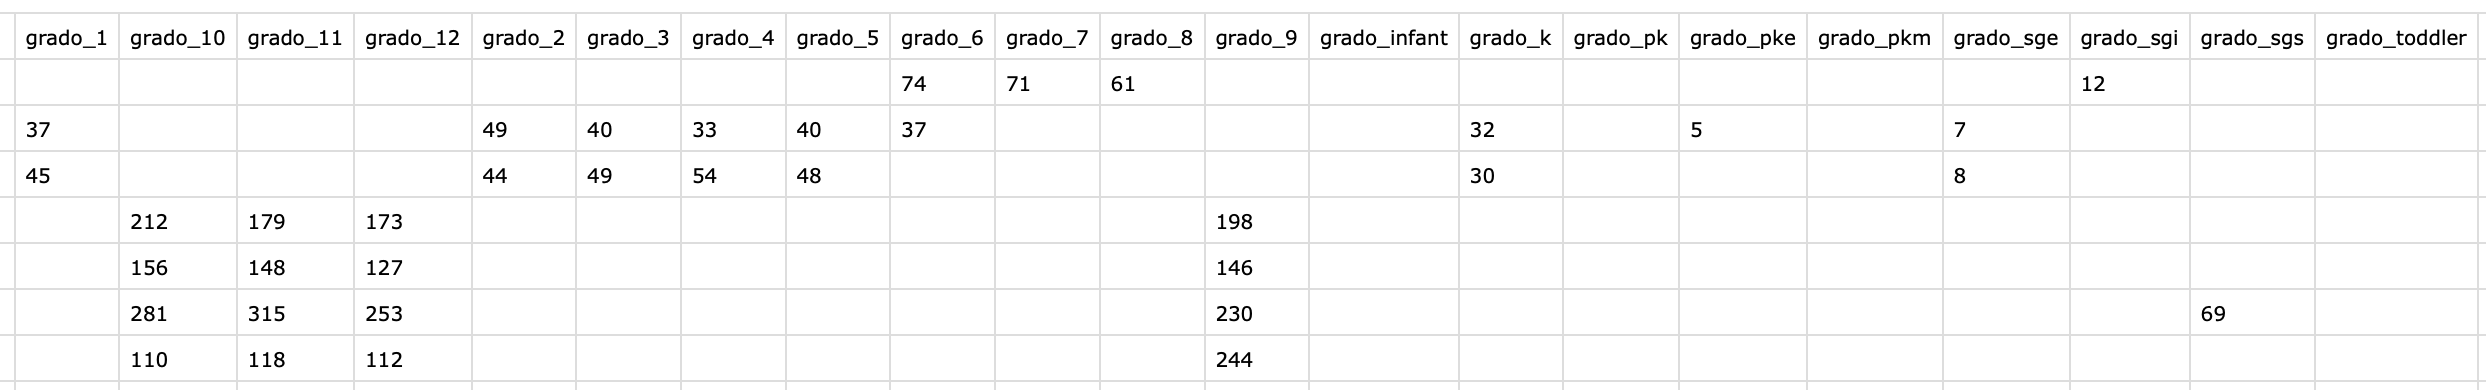 grado_1 grado_10 grado_11 grado_12 grado_2 grado_3 grado_4 grado_5 grado_6 grado_7 grado_8 grado_9 grado_infant grado_k grado_pk grado_pke grado_pkm grado_sge grado_sgi grado_sgs grado_toddler
74 71 61 12
37 49 40 33 40 37 32 5 7
45 44 49 54 48 30 8
212 179 173 198
156 148 127 146
281 315 253 230 69
110 118 112 244